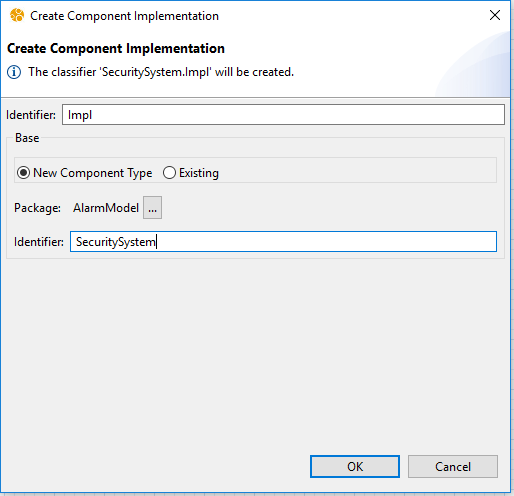 Create Component Implementation
Create Component Implementation
The classifier 'SecuritySystem.Impl' will be created.
Identifier: Impl
Base
New Component Type Existing
Package: AlarmModel ...
Identifier: SecuritySystem
OK Cancel